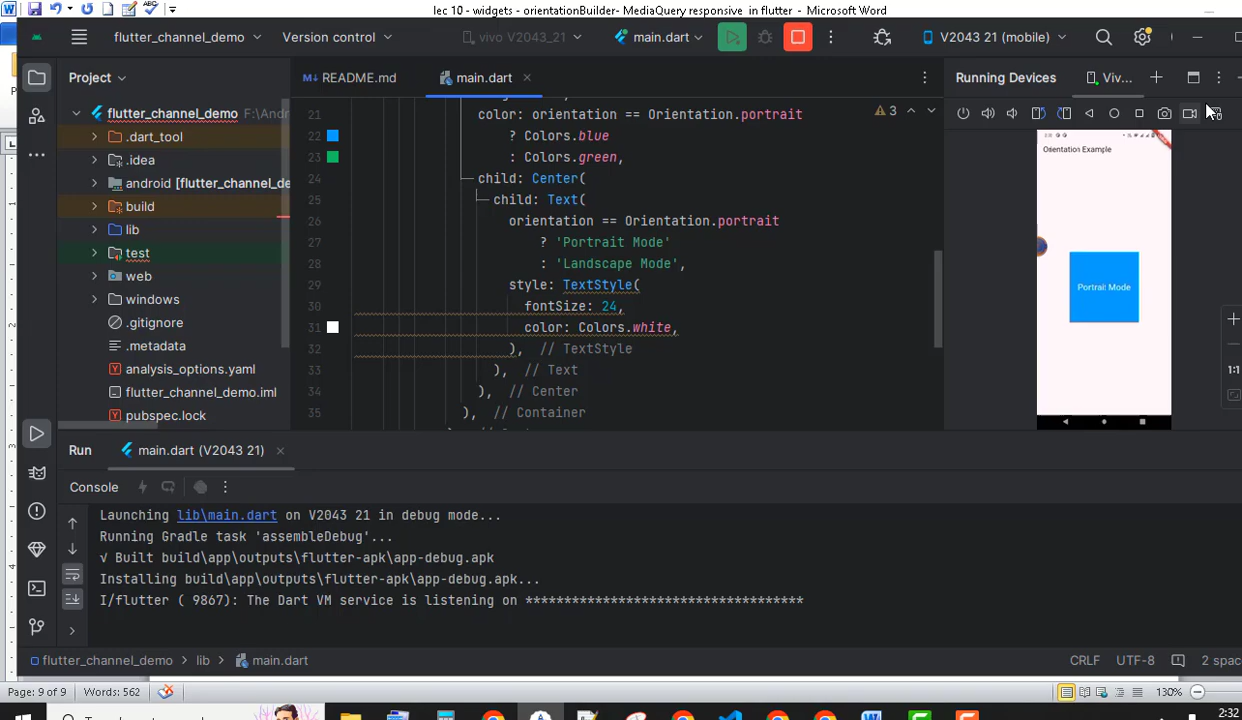 lec 10 - widgets - orientationBuilder- MediaQuery responsive in flutter - Microsoft Word
flutter_channel_demo
Version control
vivo V2043_21
main.dart
V2043 21 (mobile)
Project
README.md
main.dart
Running Devices
Viv...
flutter_channel_demo F:\Andr
.dart_tool
.idea
android [flutter_channel_de
build
lib
test
web
windows
.gitignore
.metadata
analysis_options.yaml
flutter_channel_demo.iml
pubspec.lock
3
21 color: orientation == Orientation.portrait
22 ? Colors.blue
23 : Colors.green,
24 child: Center(
25 child: Text(
26 orientation == Orientation.portrait
27 ? 'Portrait Mode'
28 : 'Landscape Mode',
29 style: TextStyle(
30 fontSize: 24,
31 color: Colors.white,
32 ), // TextStyle
33 ), // Text
34 ), // Center
35 ), // Container
Orientation Example
Portrait Mode
1:1
Run
main.dart (V2043 21)
Console
Launching lib\main.dart on V2043 21 in debug mode...
Running Gradle task 'assembleDebug'...
√ Built build\app\outputs\flutter-apk\app-debug.apk
Installing build\app\outputs\flutter-apk\app-debug.apk...
I/flutter ( 9867): The Dart VM service is listening on ***********************************
flutter_channel_demo > lib > main.dart
CRLF
UTF-8
2 spac
Page: 9 of 9
Words: 562
130%
2:32